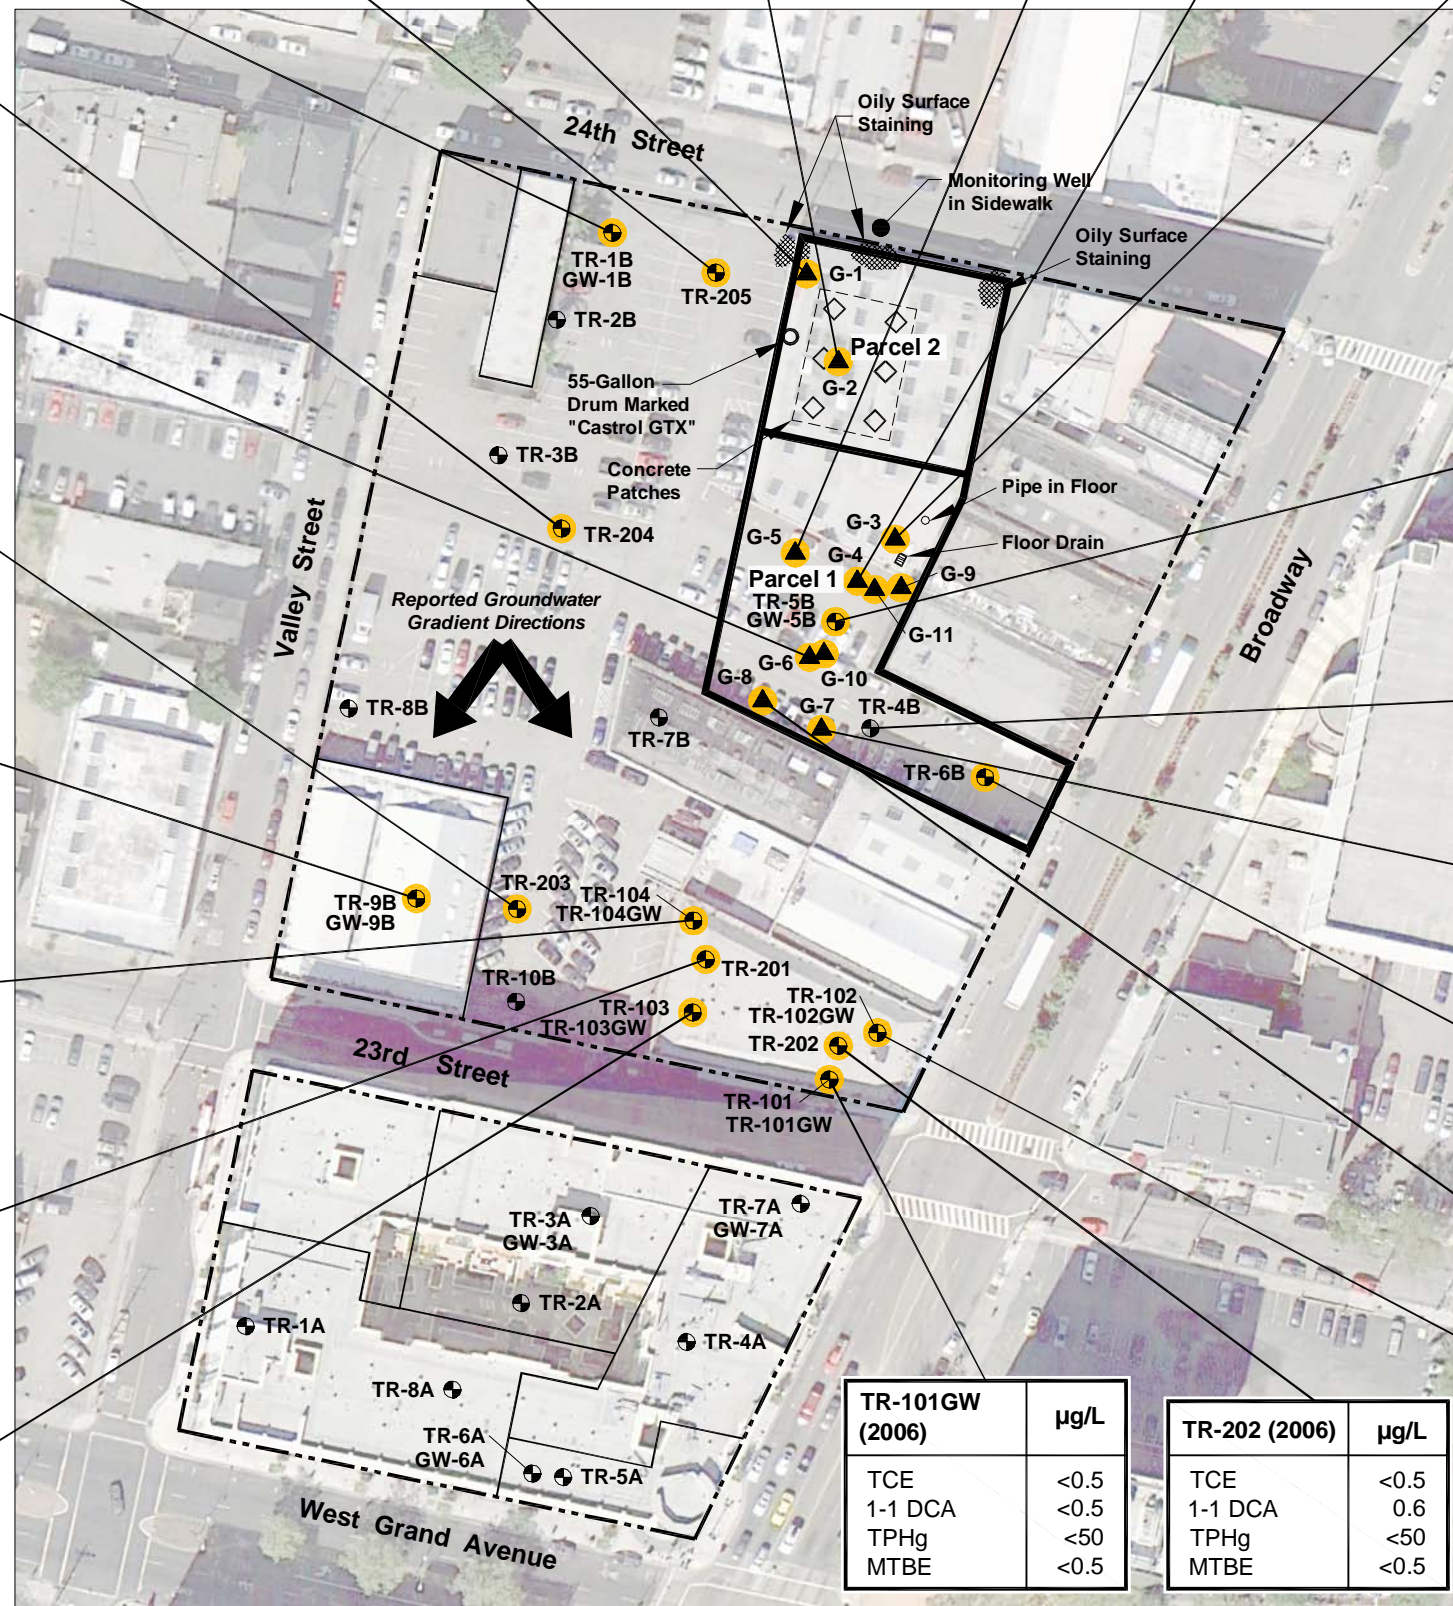 24th Street
Oily Surface
Staining
Monitoring Well
in Sidewalk
Oily Surface
Staining
TR-1B
GW-1B
TR-205
G-1
TR-2B
Parcel 2
G-2
55-Gallon
Drum Marked
"Castrol GTX"
TR-3B
Concrete
Patches
Pipe in Floor
Valley Street
TR-204
G-3
G-5
G-4
Floor Drain
Parcel 1
G-9
TR-5B
GW-5B
Reported Groundwater
Gradient Directions
G-11
Broadway
G-6
G-10
G-8
G-7
TR-4B
TR-8B
TR-7B
TR-6B
TR-9B
GW-9B
TR-203
TR-104
TR-104GW
TR-201
TR-10B
TR-103
TR-103GW
TR-102
TR-102GW
TR-202
23rd Street
TR-101
TR-101GW
TR-3A
GW-3A
TR-7A
GW-7A
TR-2A
TR-1A
TR-4A
TR-8A
TR-6A
GW-6A
TR-5A
West Grand Avenue
TR-101GW
(2006) µg/L
TCE <0.5
1-1 DCA <0.5
TPHg <50
MTBE <0.5
TR-202 (2006) µg/L
TCE <0.5
1-1 DCA 0.6
TPHg <50
MTBE <0.5